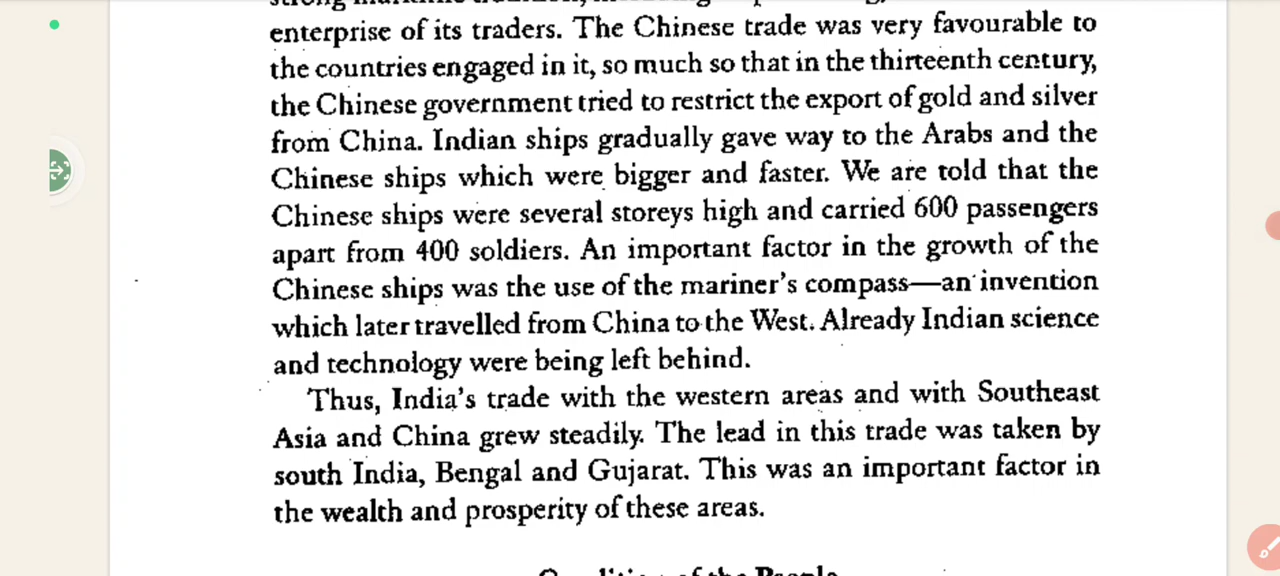 enterprise of its traders. The Chinese trade was very favourable to
the countries engaged in it, so much so that in the thirteenth century,
the Chinese government tried to restrict the export of gold and silver
from China. Indian ships gradually gave way to the Arabs and the
Chinese ships which were bigger and faster. We are told that the
Chinese ships were several storeys high and carried 600 passengers
apart from 400 soldiers. An important factor in the growth of the
Chinese ships was the use of the mariner's compass—an invention
which later travelled from China to the West. Already Indian science
and technology were being left behind.
Thus, India's trade with the western areas and with Southeast
Asia and China grew steadily. The lead in this trade was taken by
south India, Bengal and Gujarat. This was an important factor in
the wealth and prosperity of these areas.
of the People